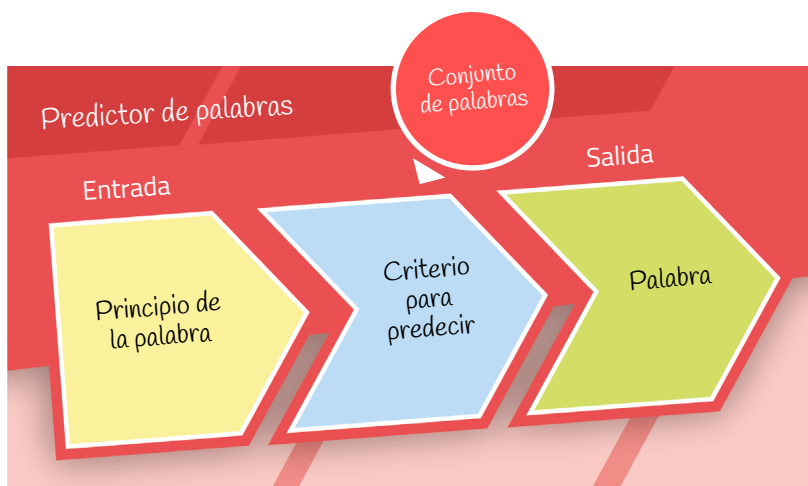 Predictor de palabras
Conjunto
de palabras
Entrada
Salida
Principio de
la palabra
Criterio
para
predecir
Palabra